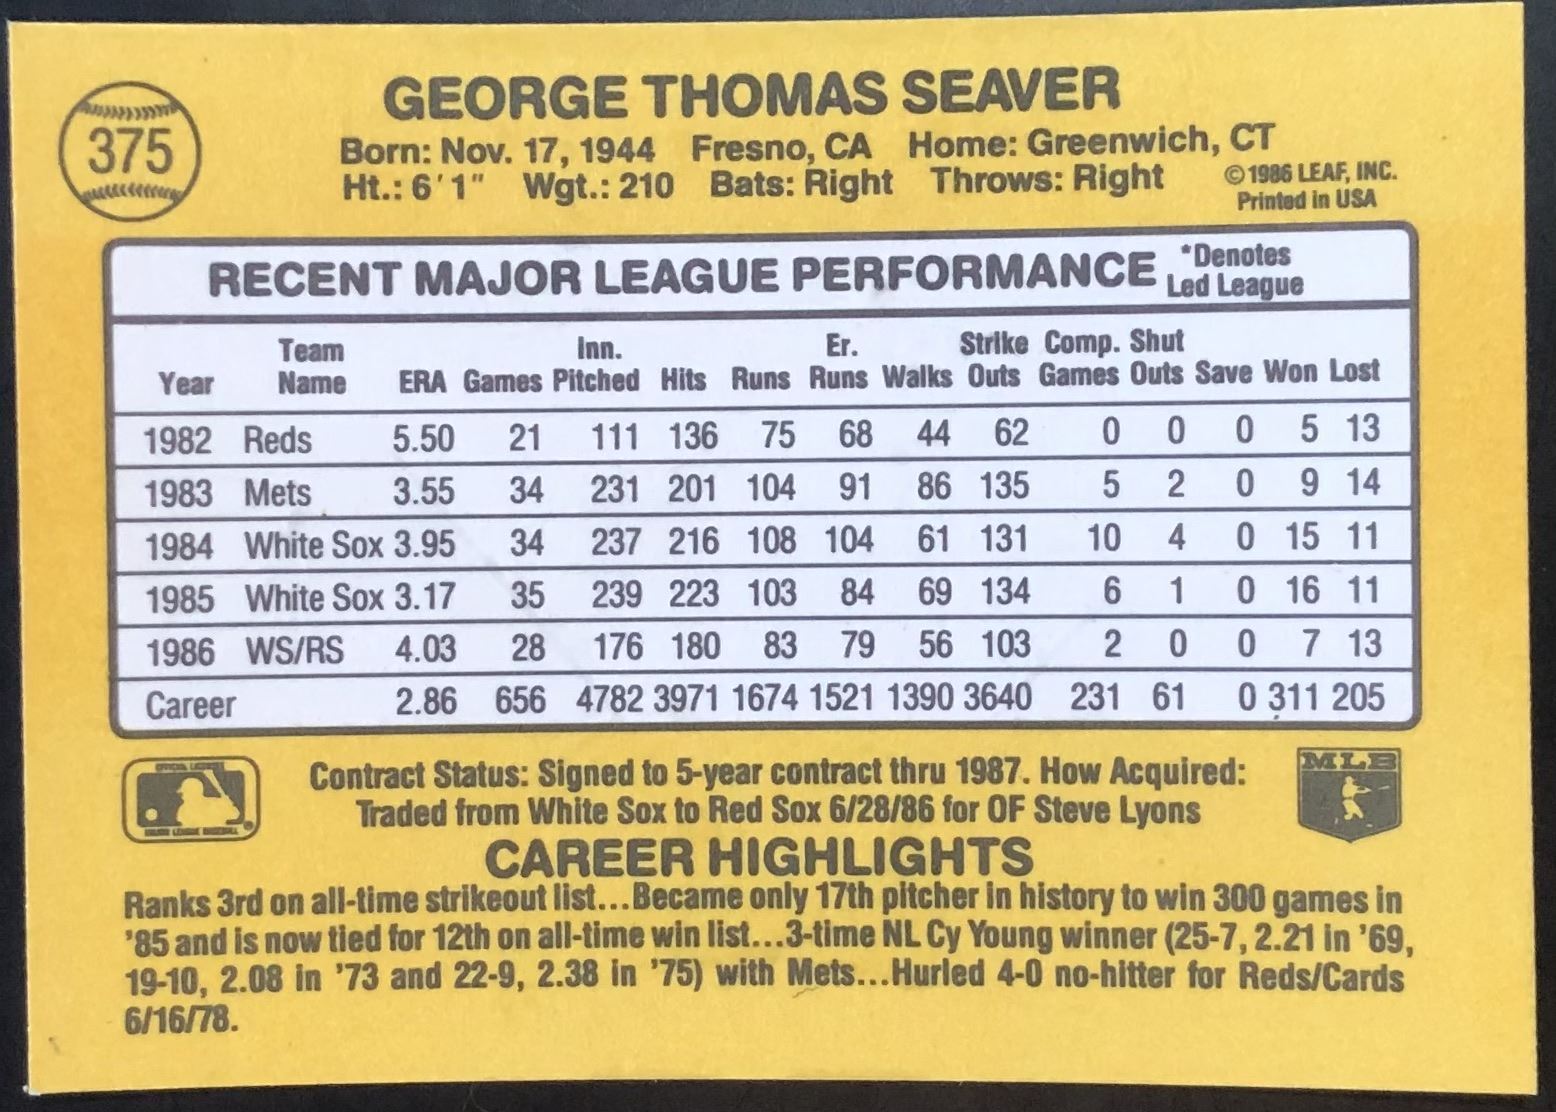 375
GEORGE THOMAS SEAVER
Born: Nov. 17, 1944 Fresno, CA Home: Greenwich, CT
Ht.: 6'1" Wgt.: 210 Bats: Right Throws: Right
©1986 LEAF, INC.
Printed in USA
RECENT MAJOR LEAGUE PERFORMANCE *Denotes
Led League
Team Inn. Er. Strike Comp. Shut
Year Name ERA Games Pitched Hits Runs Runs Walks Outs Games Outs Save Won Lost
1982 Reds 5.50 21 111 136 75 68 44 62 0 0 0 5 13
1983 Mets 3.55 34 231 201 104 91 86 135 5 2 0 9 14
1984 White Sox 3.95 34 237 216 108 104 61 131 10 4 0 15 11
1985 White Sox 3.17 35 239 223 103 84 69 134 6 1 0 16 11
1986 WS/RS 4.03 28 176 180 83 79 56 103 2 0 0 7 13
Career 2.86 656 4782 3971 1674 1521 1390 3640 231 61 0 311 205
Contract Status: Signed to 5-year contract thru 1987. How Acquired:
Traded from White Sox to Red Sox 6/28/86 for OF Steve Lyons
MLB
CAREER HIGHLIGHTS
Ranks 3rd on all-time strikeout list...Became only 17th pitcher in history to win 300 games in
'85 and is now tied for 12th on all-time win list...3-time NL Cy Young winner (25-7, 2.21 in '69,
19-10, 2.08 in '73 and 22-9, 2.38 in '75) with Mets...Hurled 4-0 no-hitter for Reds/Cards
6/16/78.